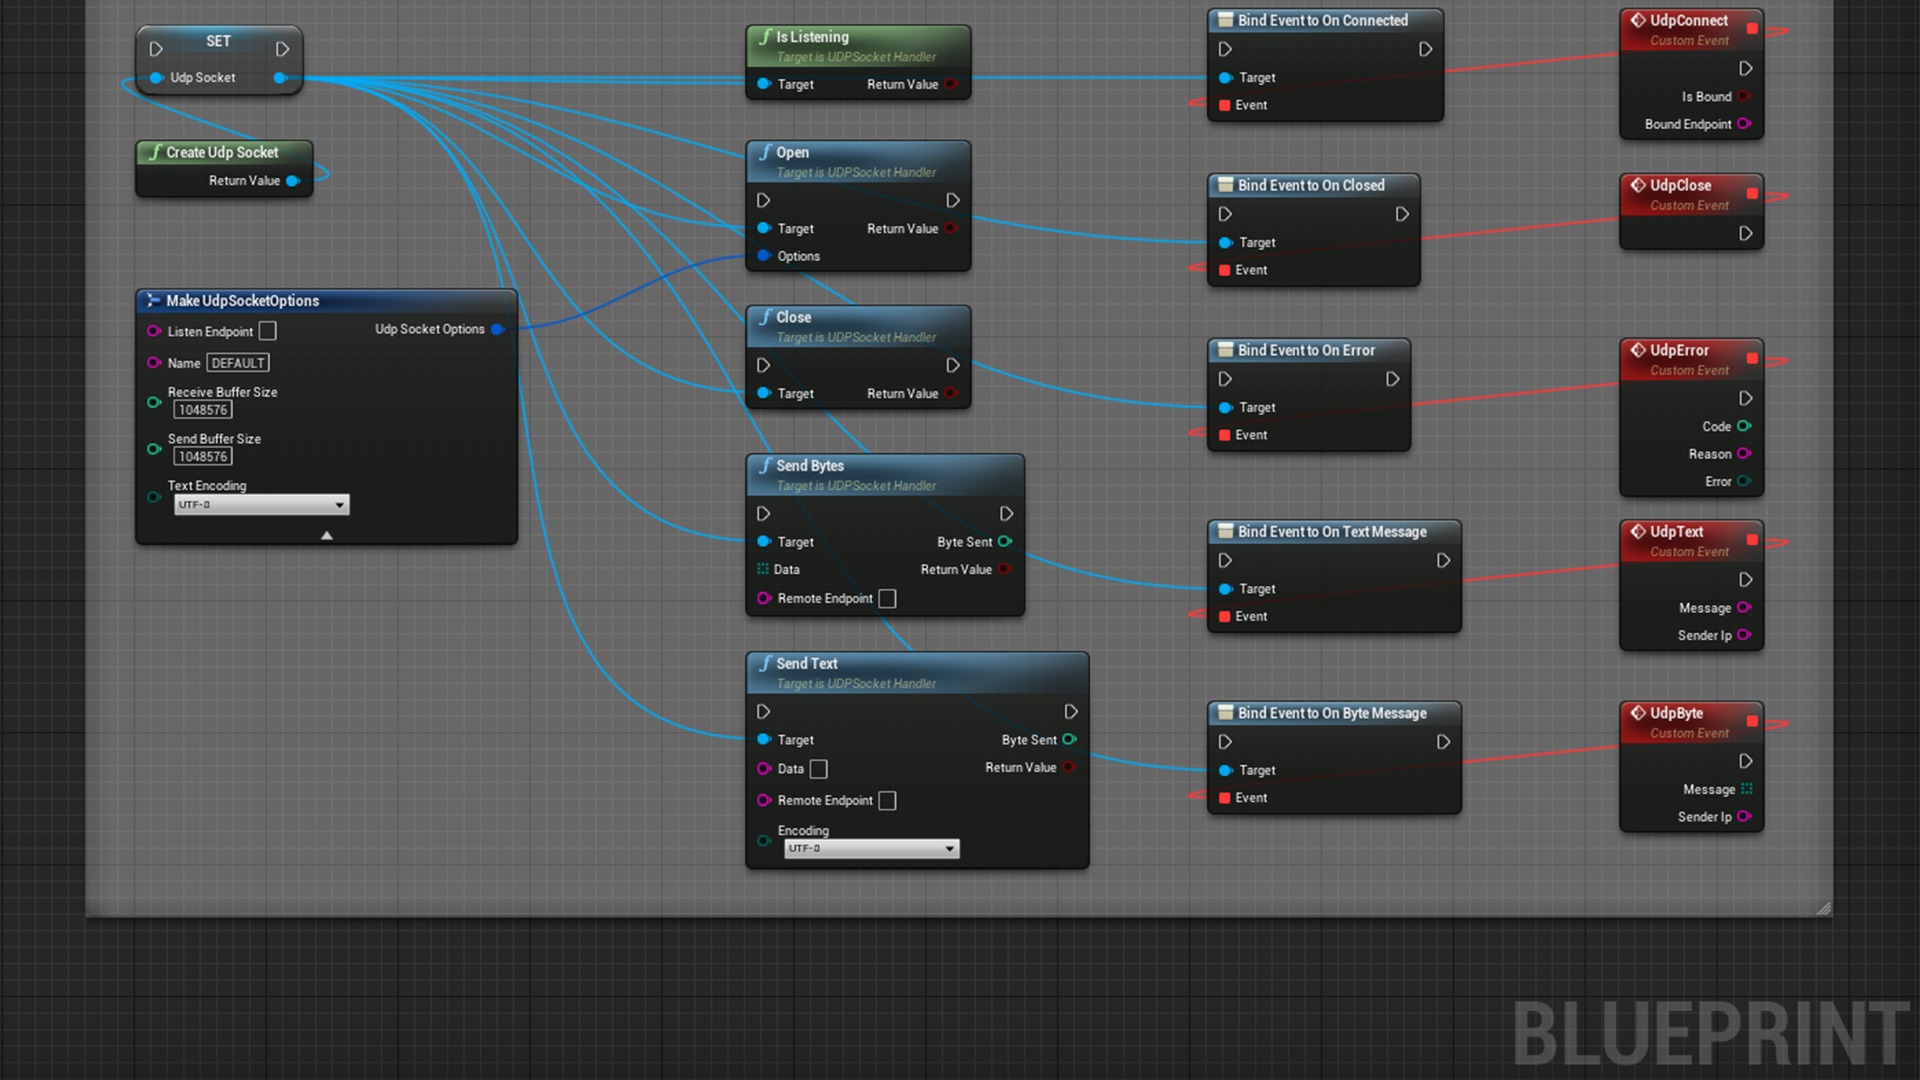 SET
Udp Socket
Create Udp Socket
Return Value
Make UdpSocketOptions
Listen Endpoint
Udp Socket Options
Name DEFAULT
Receive Buffer Size
1048576
Send Buffer Size
1048576
Text Encoding
UTF-8
Is Listening
Target is UDPSocket Handler
Target Return Value
Open
Target is UDPSocket Handler
Target Return Value
Options
Close
Target is UDPSocket Handler
Target Return Value
Send Bytes
Target is UDPSocket Handler
Target Byte Sent
Data Return Value
Remote Endpoint
Send Text
Target is UDPSocket Handler
Target Byte Sent
Data Return Value
Remote Endpoint
Encoding
UTF-8
Bind Event to On Connected
Target
Event
Bind Event to On Closed
Target
Event
Bind Event to On Error
Target
Event
Bind Event to On Text Message
Target
Event
Bind Event to On Byte Message
Target
Event
UdpConnect
Custom Event
Is Bound
Bound Endpoint
UdpClose
Custom Event
UdpError
Custom Event
Code
Reason
Error
UdpText
Custom Event
Message
Sender Ip
UdpByte
Custom Event
Message
Sender Ip
BLUEPRINT